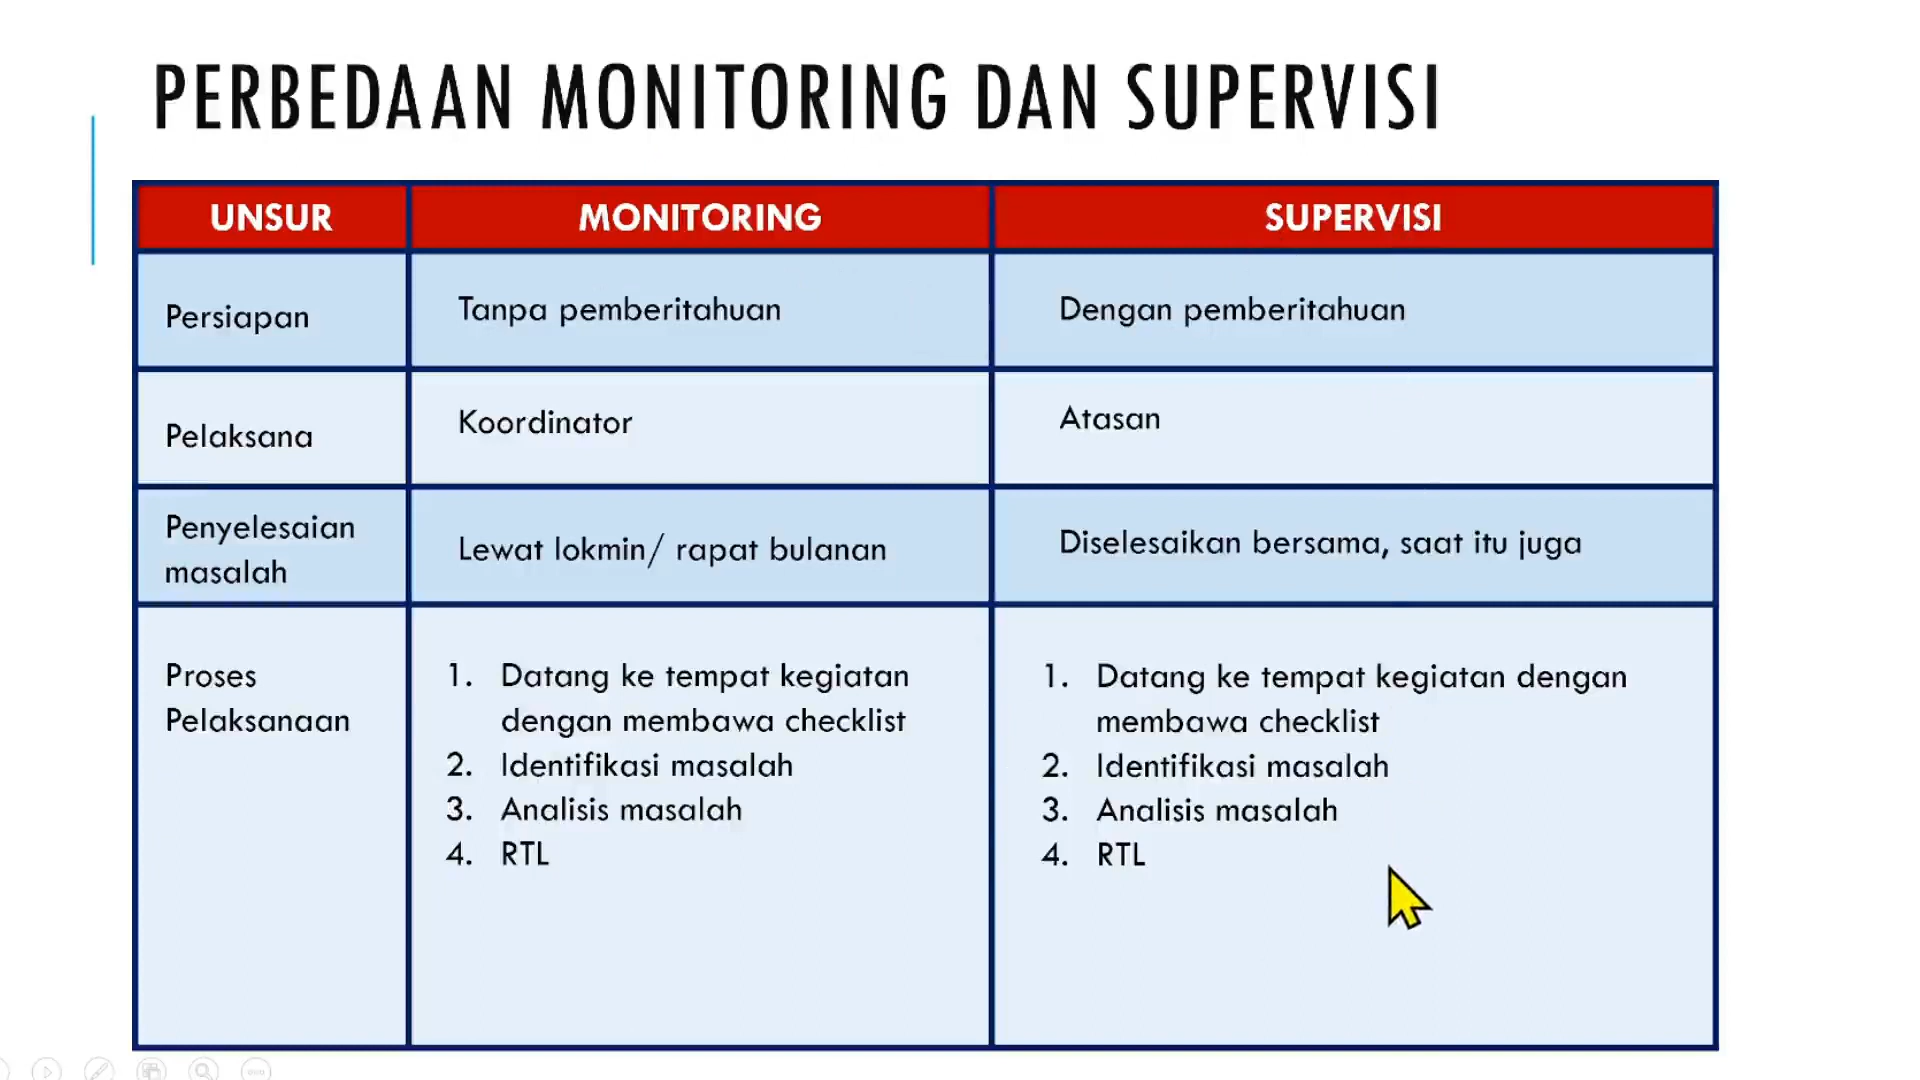 PERBEDAAN MONITORING DAN SUPERVISI
UNSUR
MONITORING
SUPERVISI
Persiapan
Tanpa pemberitahuan
Dengan pemberitahuan
Pelaksana
Koordinator
Atasan
Penyelesaian
masalah
Lewat lokmin/ rapat bulanan
Diselesaikan bersama, saat itu juga
Proses
Pelaksanaan
1. Datang ke tempat kegiatan
dengan membawa checklist
2. Identifikasi masalah
3. Analisis masalah
4. RTL
1. Datang ke tempat kegiatan dengan
membawa checklist
2. Identifikasi masalah
3. Analisis masalah
4. RTL